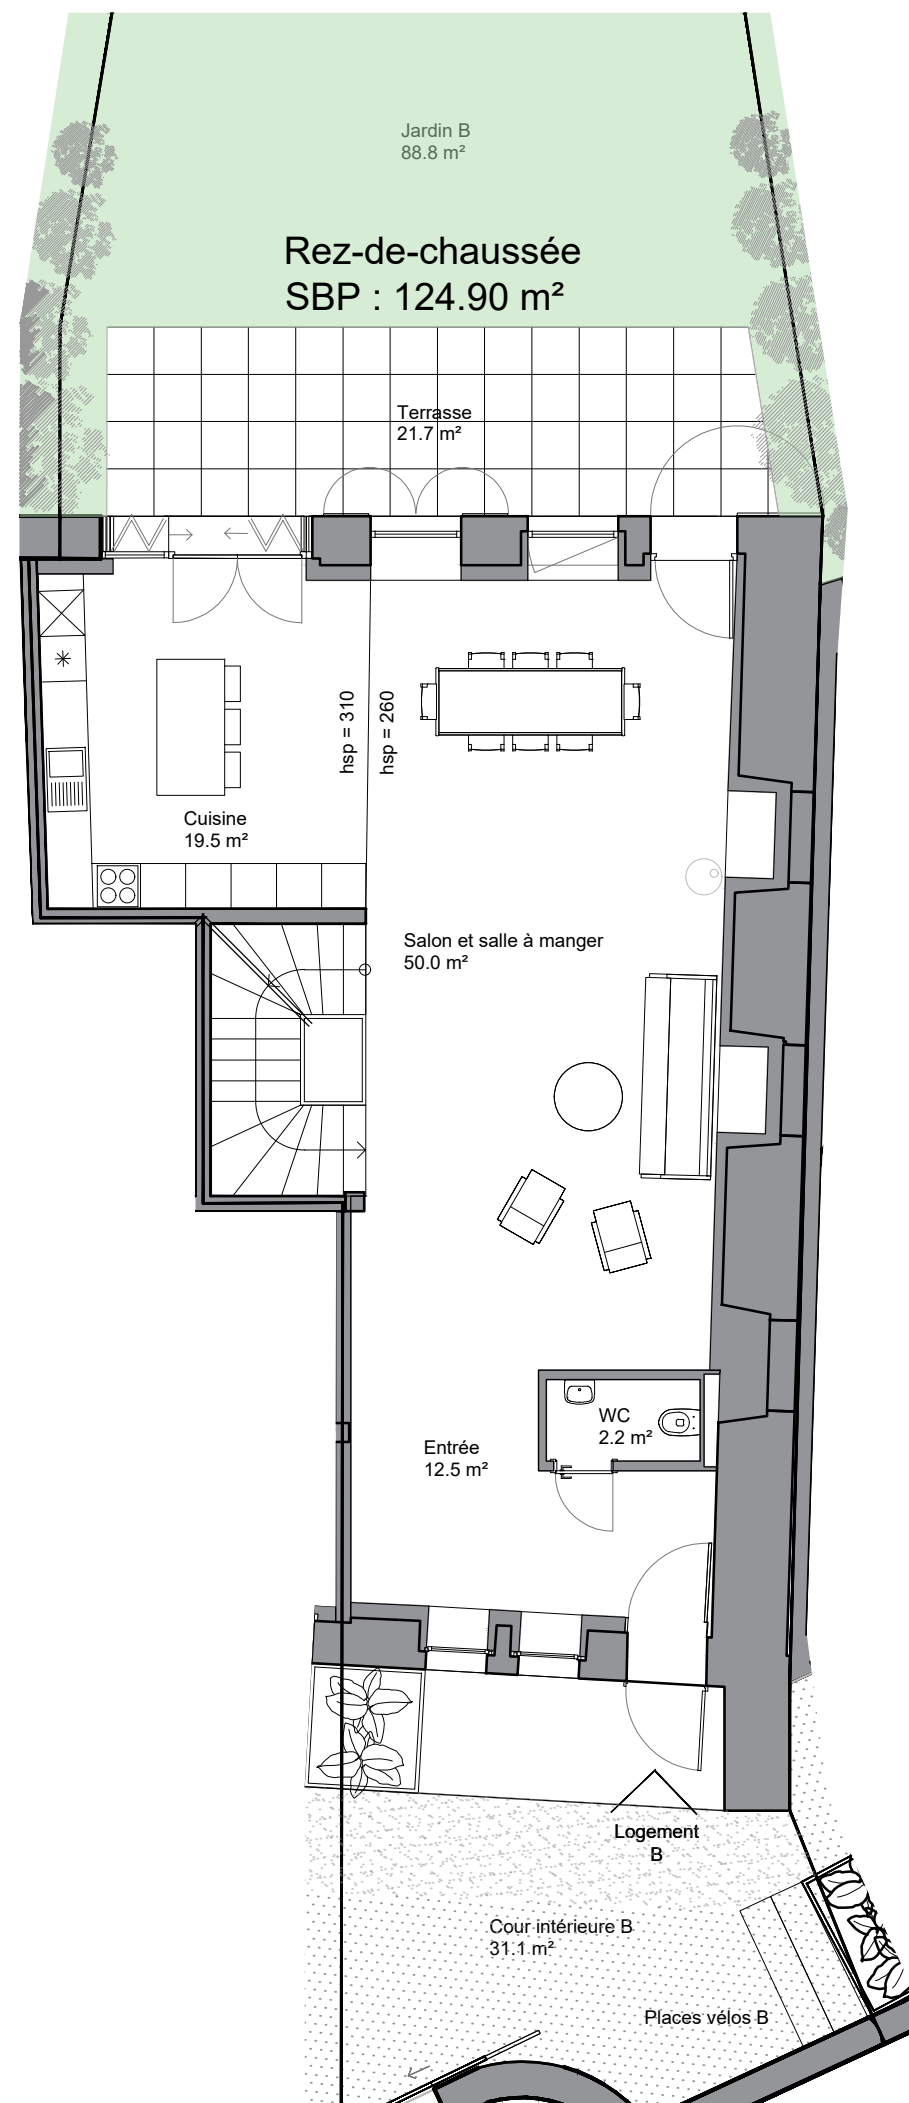 Jardin B
88.8 m²
Rez-de-chaussée
SBP : 124.90 m²
Terrasse
21.7 m²
hsp = 310
hsp = 260
Cuisine
19.5 m²
Salon et salle à manger
50.0 m²
WC
2.2 m²
Entrée
12.5 m²
Logement
B
Cour intérieure B
31.1 m²
Places vélos B